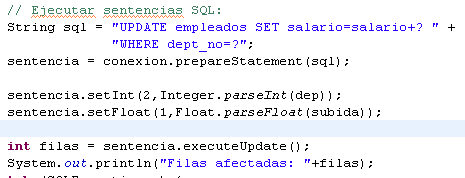 // Ejecutar sentencias SQL:
String sql = "UPDATE empleados SET salario=salario+? " +
"WHERE dept_no=?";
sentencia = conexion.prepareStatement(sql);
sentencia.setInt(2,Integer.parseInt(dep));
sentencia.setFloat(1,Float.parseFloat(subida));
int filas = sentencia.executeUpdate();
System.out.println("Filas afectadas: "+filas);